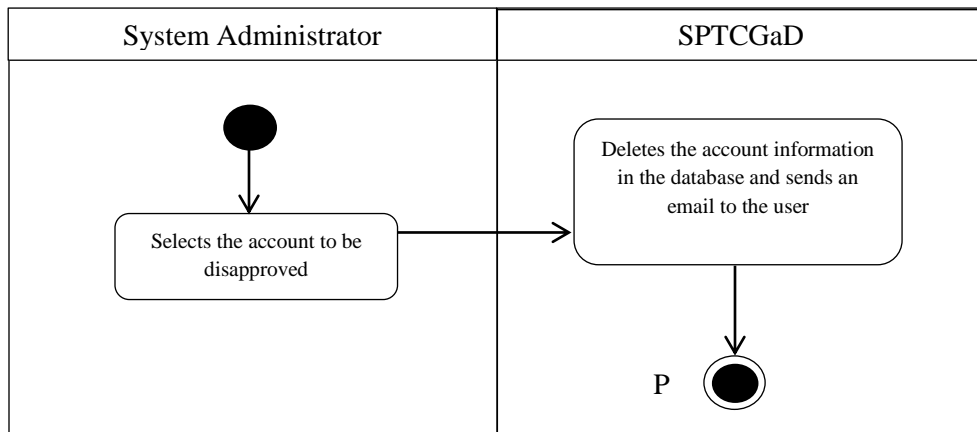 System Administrator
SPTCGaD
Selects the account to be
disapproved
Deletes the account information
in the database and sends an
email to the user
P